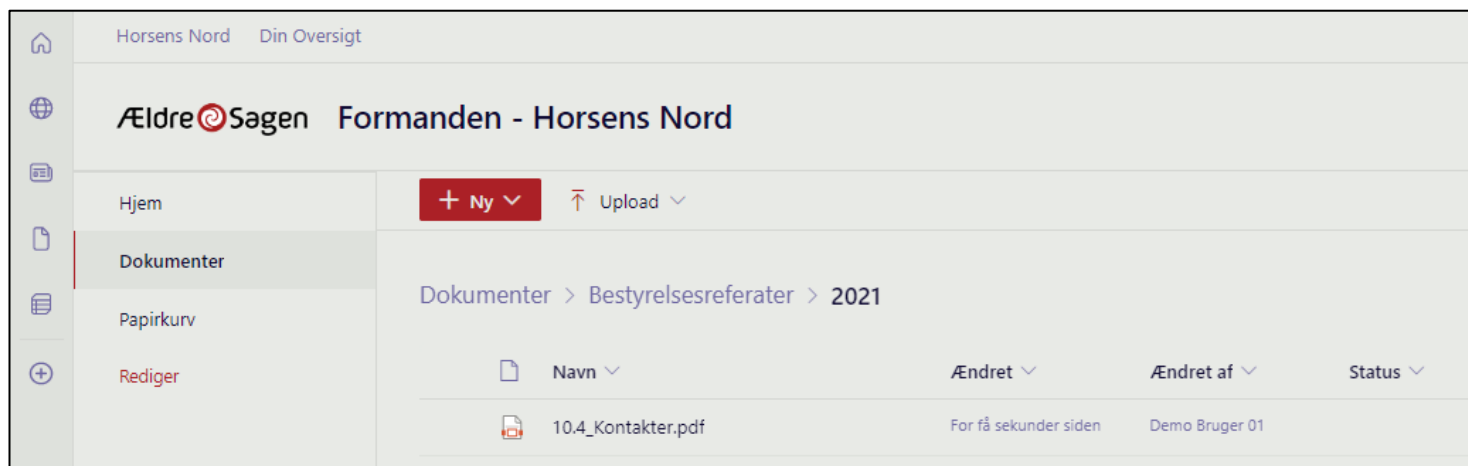 Horsens Nord Din Oversigt
ÆldreSagen Formanden - Horsens Nord
Hjem
Dokumenter
Papirkurv
Rediger
+ Ny Upload
Dokumenter > Bestyrelsesreferater > 2021
Navn Ændret Ændret af Status
10.4_Kontakter.pdf For få sekunder siden Demo Bruger 01